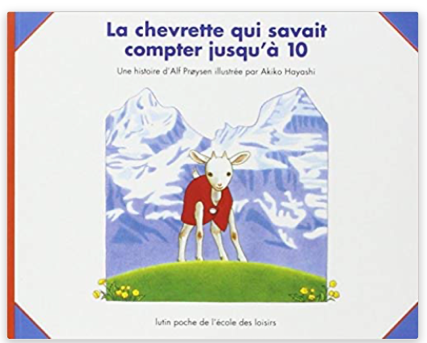 La chevrette qui savait
compter jusqu'à 10
Une histoire d'Alf Prøysen illustrée par Akiko Hayashi
lutin poche de l'école des loisirs